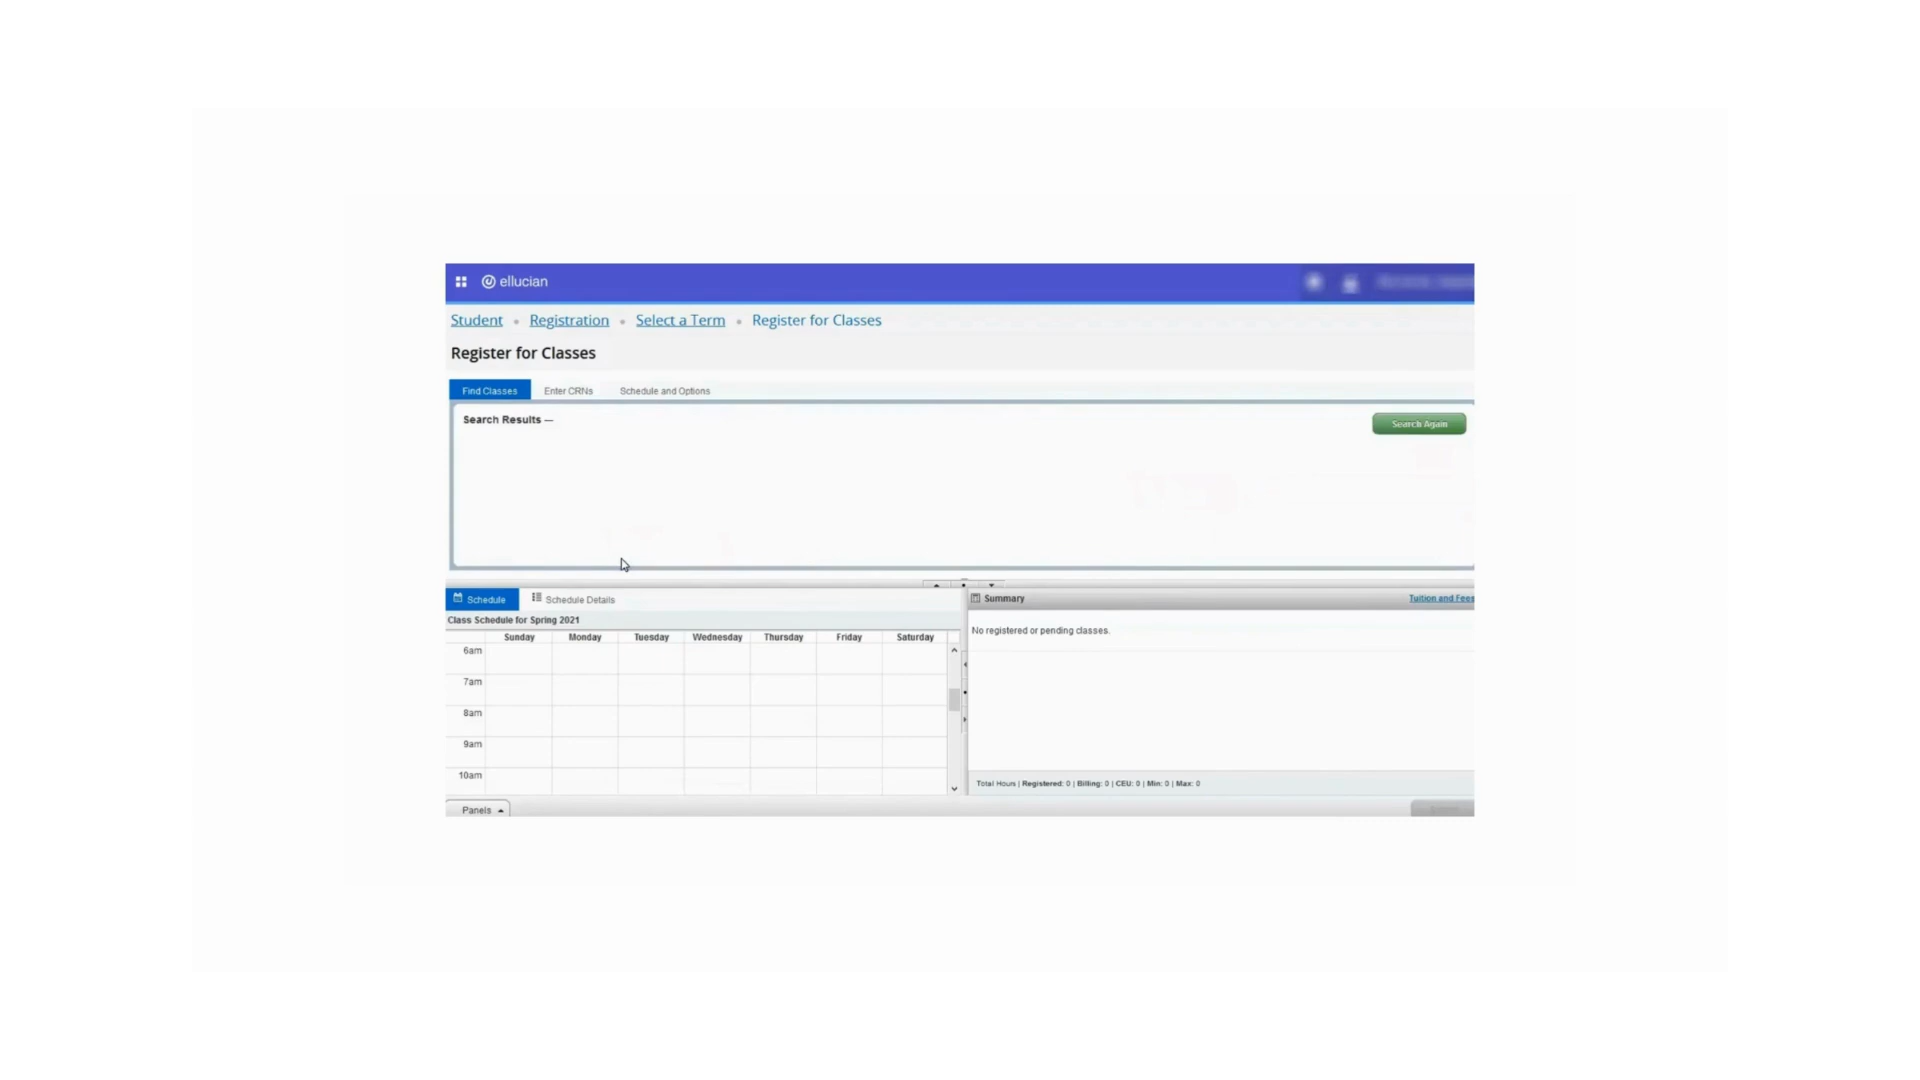 ellucian
Student • Registration • Select a Term • Register for Classes
Register for Classes
Find Classes Enter CRNs Schedule and Options
Search Results —
Search Again
Schedule Schedule Details
Class Schedule for Spring 2021
Sunday Monday Tuesday Wednesday Thursday Friday Saturday
6am
7am
8am
9am
10am
Summary
Tuition and Fees
No registered or pending classes.
Total Hours | Registered: 0 | Billing: 0 | CEU: 0 | Min: 0 | Max: 0
Panels